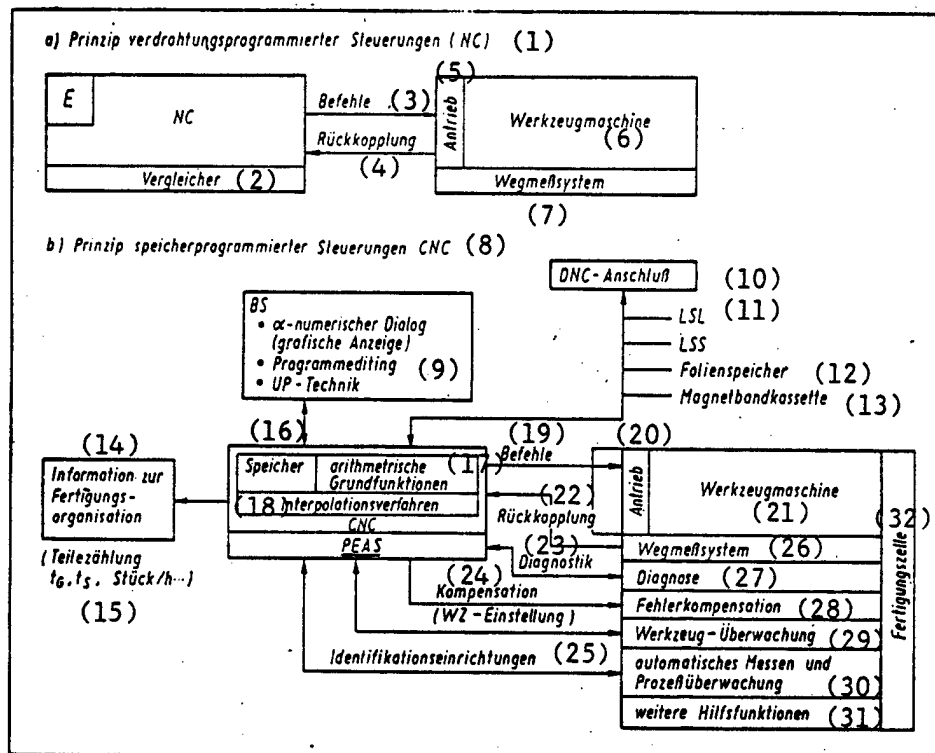 a) Prinzip verdrahtungsprogrammierter Steuerungen (NC) (1)
(5)
E
NC
Befehle (3)
Rückkopplung
(4)
Antrieb
Werkzeugmaschine
(6)
Vergleicher (2)
Wegmeßsystem
(7)
b) Prinzip speicherprogrammierter Steuerungen CNC (8)
DNC-Anschluß (10)
(11)
LSL
LSS
Folienspeicher (12)
Magnetbandkassette (13)
BS
• α-numerischer Dialog
(grafische Anzeige)
• Programmediting (9)
• UP-Technik
(14)
Information zur
Fertigungs-
organisation
(Teilezählung
tG, tS, Stück/h...)
(15)
(16)
Speicher
arithmetrische (17)
Grundfunktionen
(18) Interpolationsverfahren
CNC
PEAS
(19)
Befehle
(22)
Rückkopplung
(23)
Diagnostik
(24)
Kompensation
(WZ-Einstellung)
Identifikationseinrichtungen (25)
(20)
Antrieb
Werkzeugmaschine
(21)
Wegmeßsystem (26)
Diagnose (27)
Fehlerkompensation (28)
Werkzeug-Überwachung (29)
automatisches Messen und
Prozeßüberwachung (30)
weitere Hilfsfunktionen (31)
(32)
Fertigungszelle